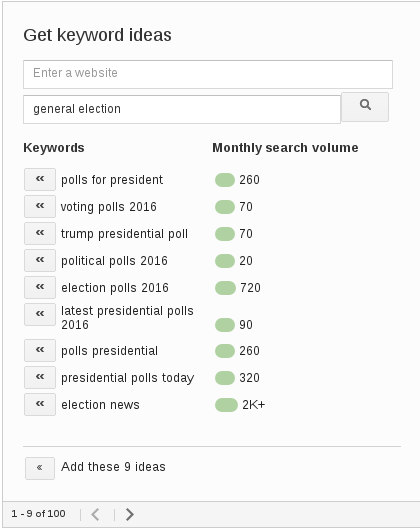 Get keyword ideas
Enter a website
general election
Keywords Monthly search volume
« polls for president 260
« voting polls 2016 70
« trump presidential poll 70
« political polls 2016 20
« election polls 2016 720
« latest presidential polls
2016 90
« polls presidential 260
« presidential polls today 320
« election news 2K+
« Add these 9 ideas
1 - 9 of 100